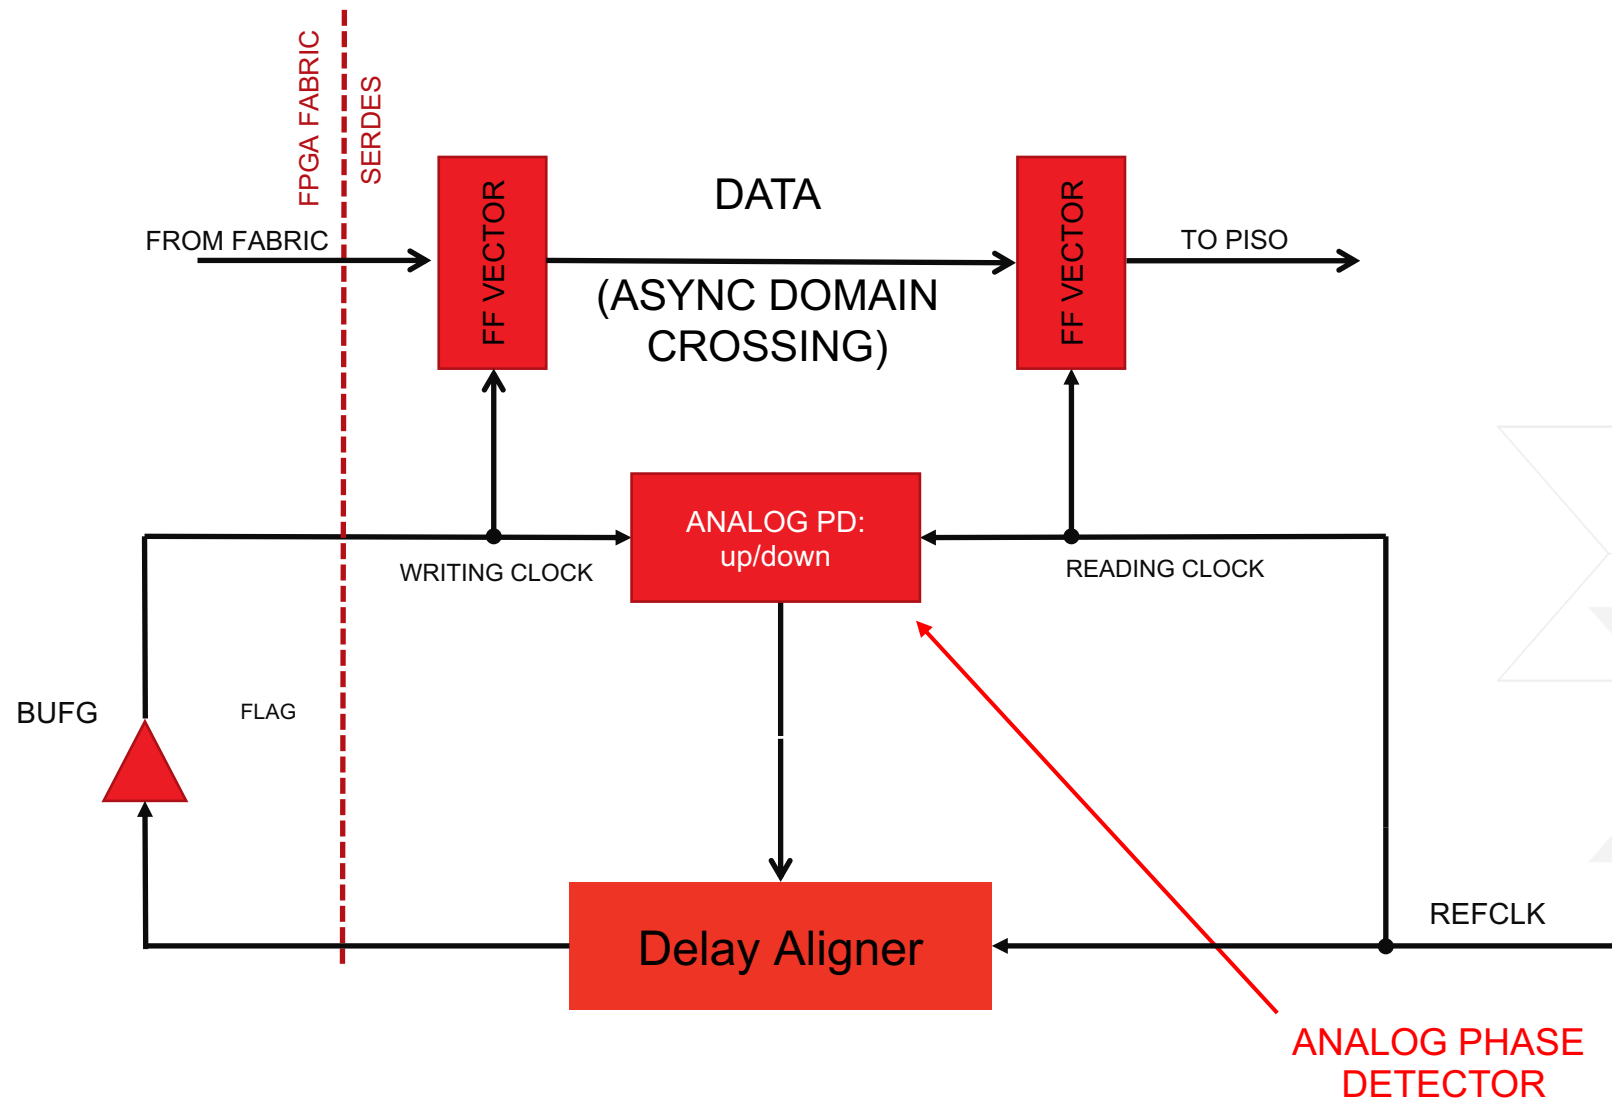 FPGA FABRIC
SERDES
FROM FABRIC
FF VECTOR
DATA
(ASYNC DOMAIN
CROSSING)
FF VECTOR
TO PISO
ANALOG PD:
up/down
WRITING CLOCK
READING CLOCK
BUFG
FLAG
Delay Aligner
REFCLK
ANALOG PHASE
DETECTOR